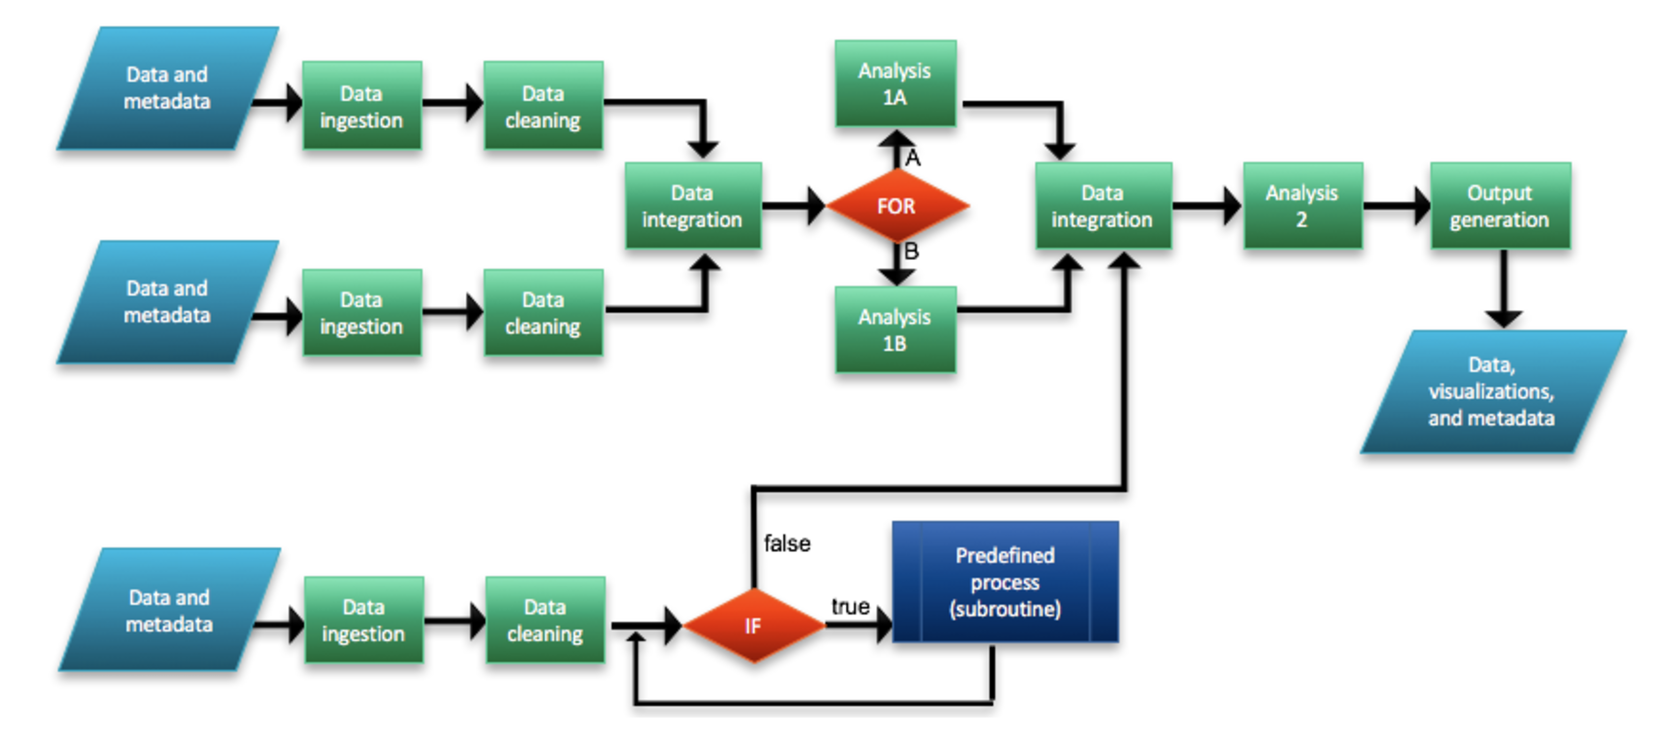 Data and
metadata
Data
ingestion
Data
cleaning
Data
integration
Data and
metadata
Data
ingestion
Data
cleaning
FOR
A
B
Analysis
1A
Analysis
1B
Data
integration
Analysis
2
Output
generation
Data,
visualizations,
and metadata
Data and
metadata
Data
ingestion
Data
cleaning
IF
false
true
Predefined
process
(subroutine)